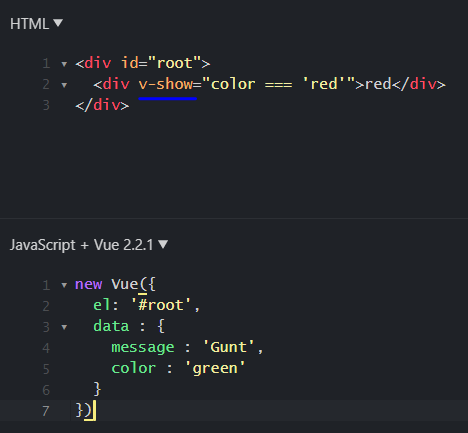 HTML ▼
1 ▾ <div id="root">
2 ▾   <div v-show="color === 'red'">red</div>
3   </div>
JavaScript + Vue 2.2.1 ▼
1 ▾ new Vue({
2     el: '#root',
3 ▾   data : {
4       message : 'Gunt',
5       color : 'green'
6     }
7   })